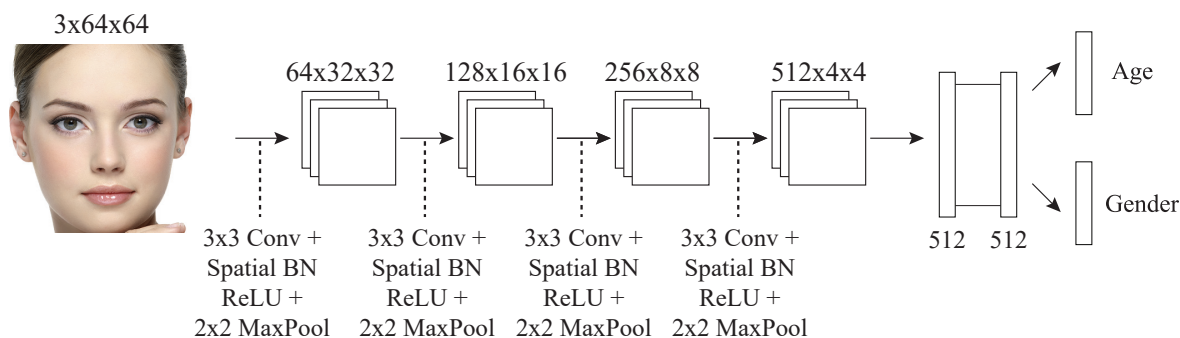 3x64x64
64x32x32
128x16x16
256x8x8
512x4x4
Age
Gender
512 512
3x3 Conv +
Spatial BN
ReLU +
2x2 MaxPool
3x3 Conv +
Spatial BN
ReLU +
2x2 MaxPool
3x3 Conv +
Spatial BN
ReLU +
2x2 MaxPool
3x3 Conv +
Spatial BN
ReLU +
2x2 MaxPool